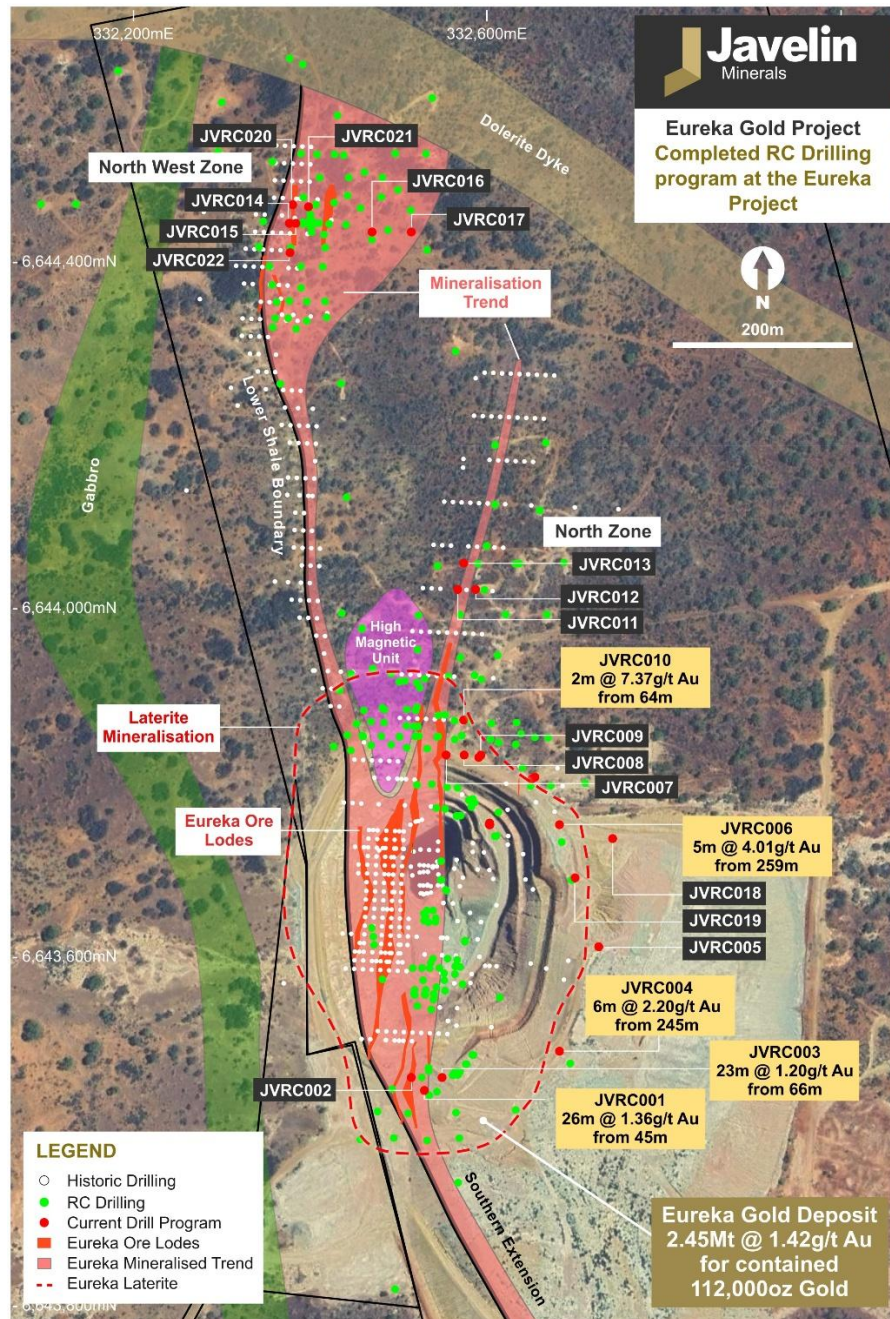 332,200mE
332,600mE
Javelin
Minerals
Eureka Gold Project
Completed RC Drilling
program at the Eureka
Project
Dolerite Dyke
JVRC020
JVRC021
North West Zone
JVRC014
JVRC016
JVRC015
JVRC017
JVRC022
6,644,400mN
Mineralisation
Trend
N
200m
Lower Shale Boundary
Gabbro
North Zone
JVRC013
JVRC012
JVRC011
6,644,000mN
High
Magnetic
Unit
JVRC010
2m @ 7.37g/t Au
from 64m
Laterite
Mineralisation
JVRC009
JVRC008
JVRC007
Eureka Ore
Lodes
JVRC006
5m @ 4.01g/t Au
from 259m
JVRC018
JVRC019
JVRC005
6,643,600mN
JVRC004
6m @ 2.20g/t Au
from 245m
JVRC003
23m @ 1.20g/t Au
from 66m
JVRC002
JVRC001
26m @ 1.36g/t Au
from 45m
LEGEND
Historic Drilling
RC Drilling
Current Drill Program
Eureka Ore Lodes
Eureka Mineralised Trend
Eureka Laterite
Southern Extension
Eureka Gold Deposit
2.45Mt @ 1.42g/t Au
for contained
112,000oz Gold
6,643,800mN